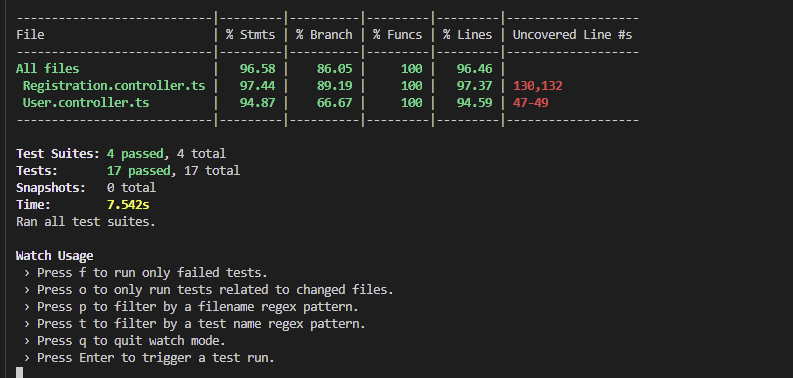 ----------------------------|---------|----------|---------|---------|-------------------
File                        | % Stmts | % Branch | % Funcs | % Lines | Uncovered Line #s
----------------------------|---------|----------|---------|---------|-------------------
All files                   |   96.58 |    86.05 |     100 |   96.46 |
 Registration.controller.ts |   97.44 |    89.19 |     100 |   97.37 | 130,132
 User.controller.ts         |   94.87 |    66.67 |     100 |   94.59 | 47-49
----------------------------|---------|----------|---------|---------|-------------------
Test Suites: 4 passed, 4 total
Tests:       17 passed, 17 total
Snapshots:   0 total
Time:        7.542s
Ran all test suites.
Watch Usage
 › Press f to run only failed tests.
 › Press o to only run tests related to changed files.
 › Press p to filter by a filename regex pattern.
 › Press t to filter by a test name regex pattern.
 › Press q to quit watch mode.
 › Press Enter to trigger a test run.